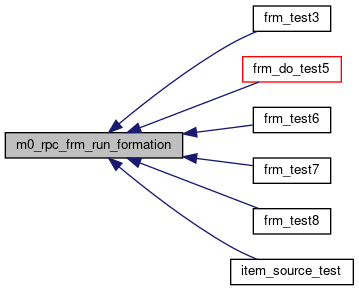 frm_test3
frm_do_test5
frm_test6
m0_rpc_frm_run_formation
frm_test7
frm_test8
item_source_test